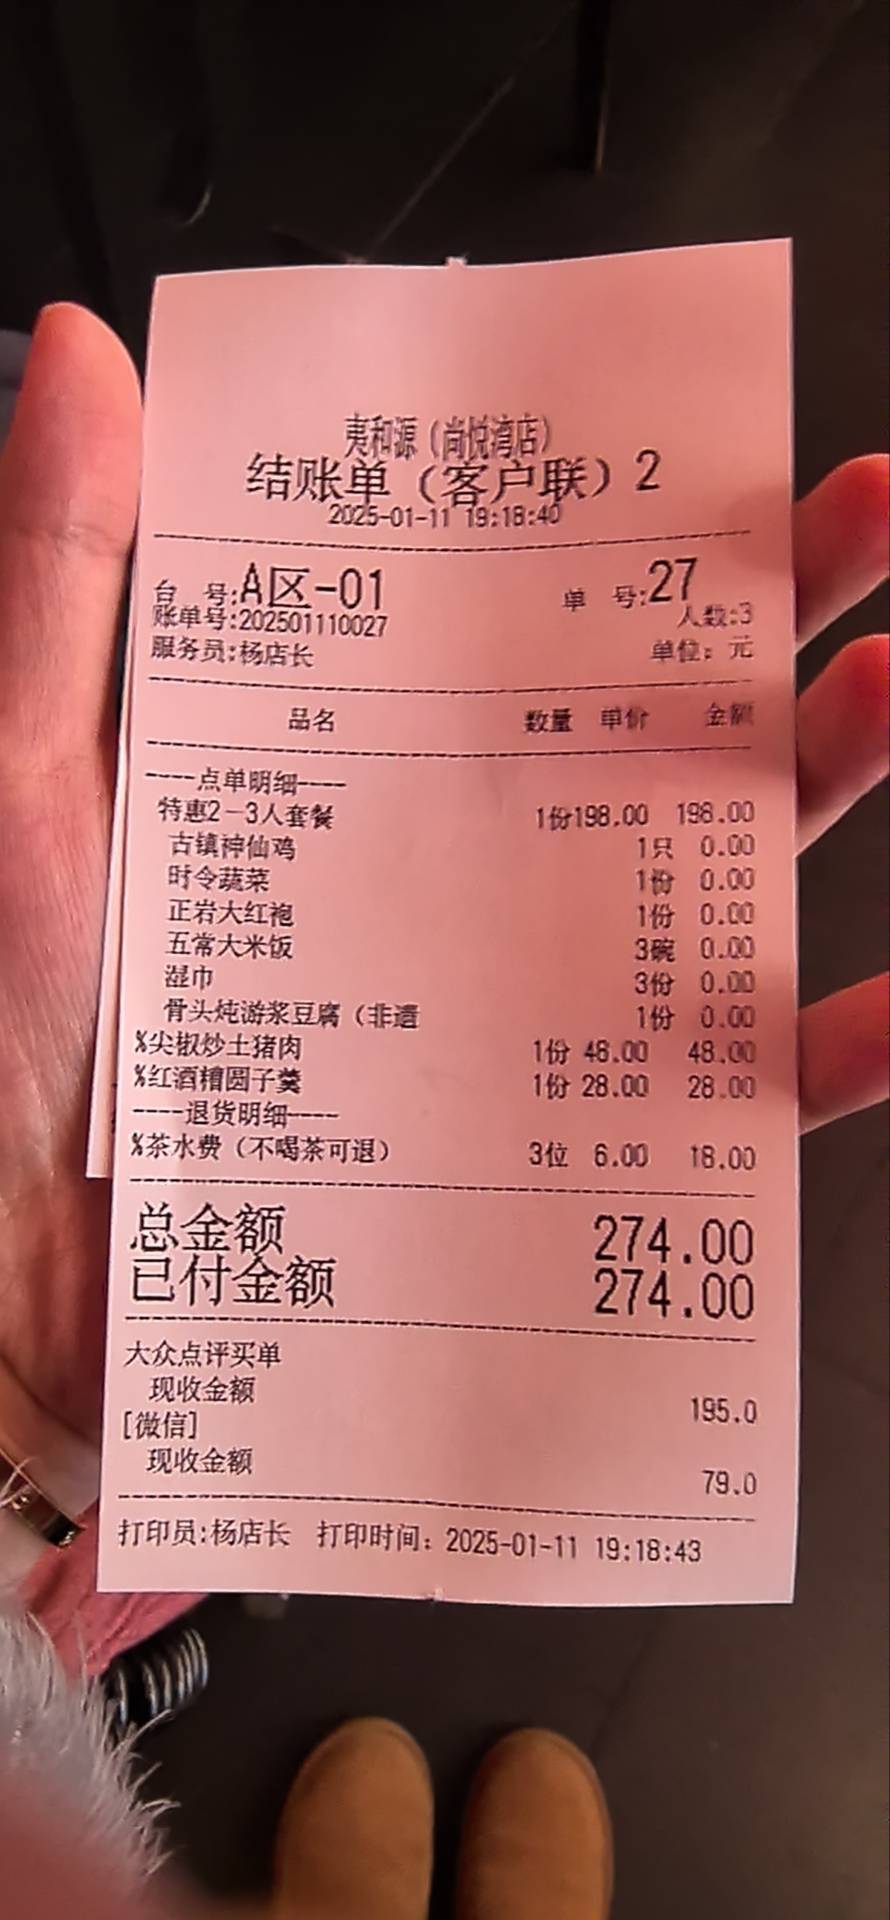 夷和源（尚悦湾店）
结账单（客户联）2
2025-01-11 19:18:40
台 号:A区-01 单 号:27
账单号:202501110027 人数:3
服务员:杨店长 单位：元
品名 数量 单价 金额
----点单明细----
特惠2-3人套餐 1份198.00 198.00
古镇神仙鸡 1只 0.00
时令蔬菜 1份 0.00
正岩大红袍 1份 0.00
五常大米饭 3碗 0.00
湿巾 3份 0.00
骨头炖游浆豆腐（非遗 1份 0.00
%尖椒炒土猪肉 1份 48.00 48.00
%红酒糟圆子羹 1份 28.00 28.00
----退货明细----
%茶水费（不喝茶可退） 3位 6.00 18.00
总金额 274.00
已付金额 274.00
大众点评买单
现收金额 195.0
[微信]
现收金额 79.0
打印员:杨店长 打印时间：2025-01-11 19:18:43